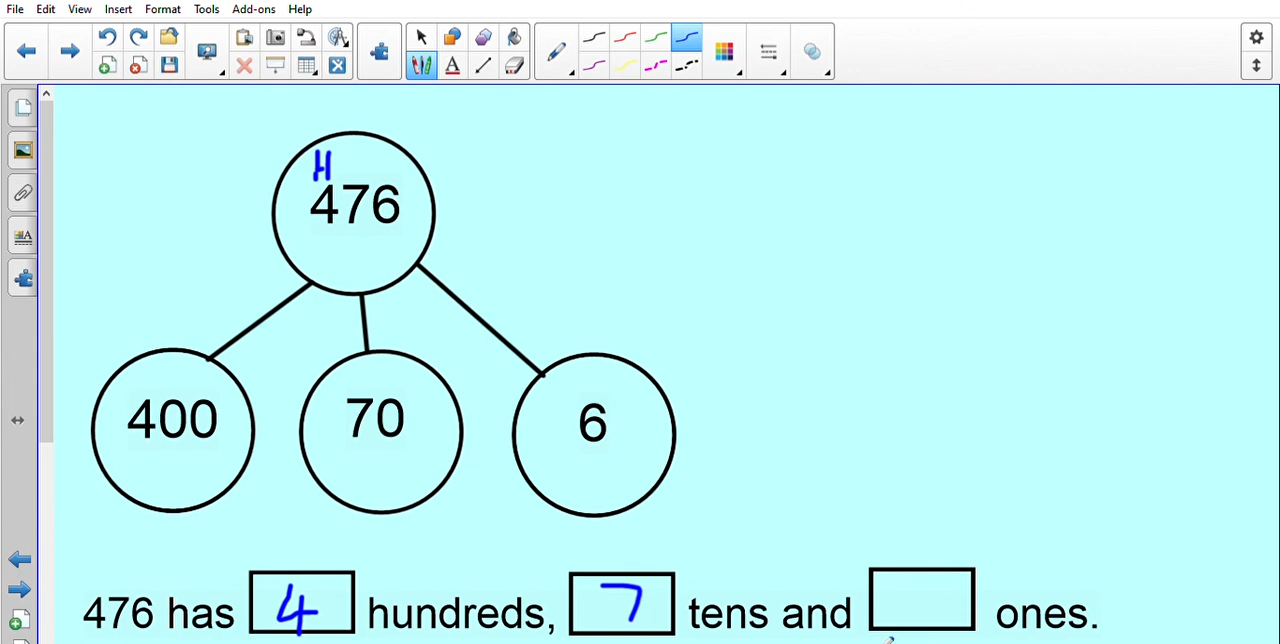 File Edit View Insert Format Tools Add-ons Help
H
476
400 70 6
476 has 4 hundreds, 7 tens and ones.